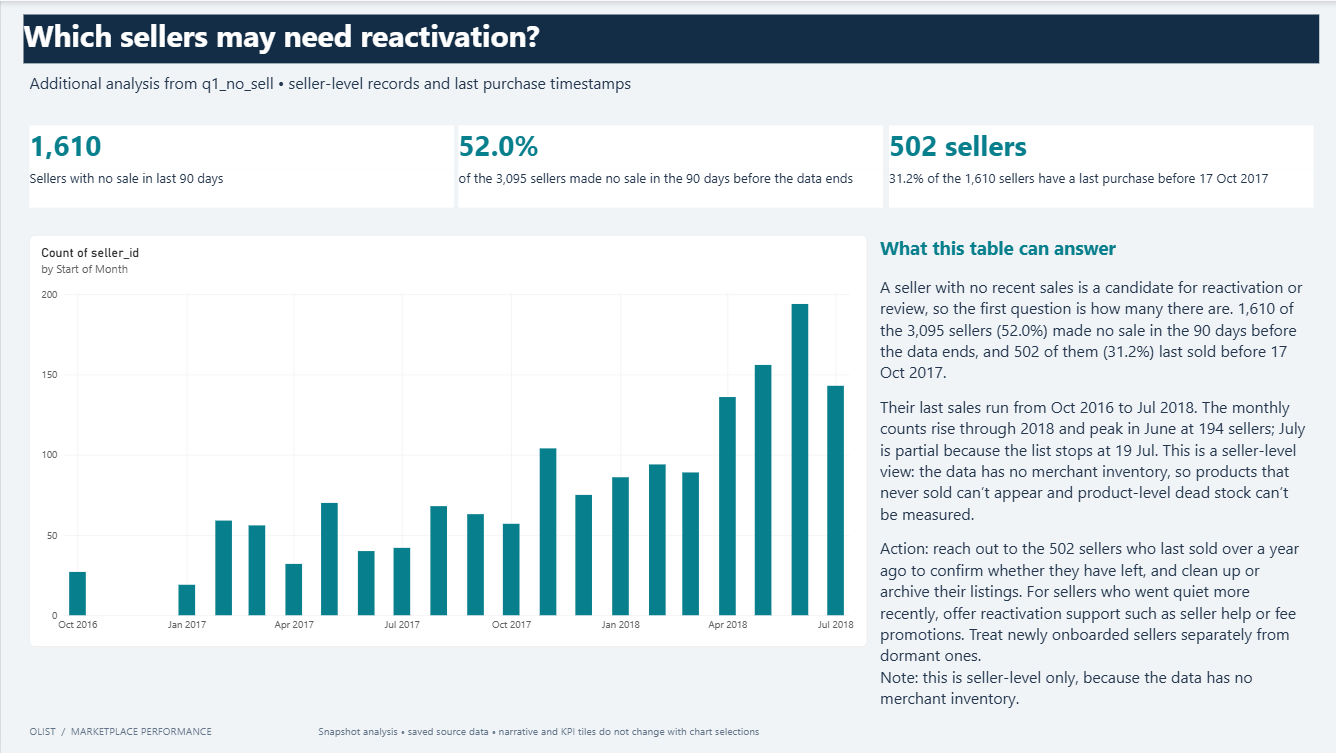 Which sellers may need reactivation?
Additional analysis from q1_no_sell • seller-level records and last purchase timestamps
1,610
Sellers with no sale in last 90 days
52.0%
of the 3,095 sellers made no sale in the 90 days before the data ends
502 sellers
31.2% of the 1,610 sellers have a last purchase before 17 Oct 2017
Count of seller_id
by Start of Month
200
150
100
50
0
Oct 2016
Jan 2017
Apr 2017
Jul 2017
Oct 2017
Jan 2018
Apr 2018
Jul 2018
What this table can answer
A seller with no recent sales is a candidate for reactivation or
review, so the first question is how many there are. 1,610 of
the 3,095 sellers (52.0%) made no sale in the 90 days before
the data ends, and 502 of them (31.2%) last sold before 17
Oct 2017.
Their last sales run from Oct 2016 to Jul 2018. The monthly
counts rise through 2018 and peak in June at 194 sellers; July
is partial because the list stops at 19 Jul. This is a seller-level
view: the data has no merchant inventory, so products that
never sold can't appear and product-level dead stock can't
be measured.
Action: reach out to the 502 sellers who last sold over a year
ago to confirm whether they have left, and clean up or
archive their listings. For sellers who went quiet more
recently, offer reactivation support such as seller help or fee
promotions. Treat newly onboarded sellers separately from
dormant ones.
Note: this is seller-level only, because the data has no
merchant inventory.
OLIST / MARKETPLACE PERFORMANCE
Snapshot analysis • saved source data • narrative and KPI tiles do not change with chart selections